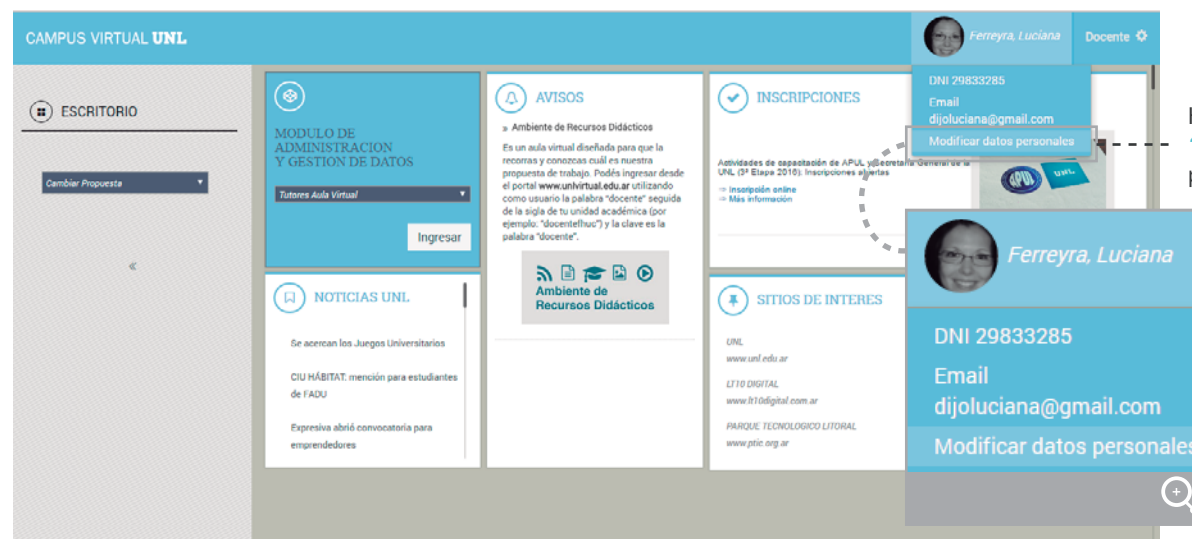 CAMPUS VIRTUAL UNL
Ferreyra, Luciana
Docente
DNI 29833285
Email
dijoluciana@gmail.com
Modificar datos personales
ESCRITORIO
Cambiar Propuesta
MODULO DE
ADMINISTRACION
Y GESTION DE DATOS
Tutores Aula Virtual
Ingresar
NOTICIAS UNL
Se acercan los Juegos Universitarios
CIU HÁBITAT: mención para estudiantes
de FADU
Expresiva abrió convocatoria para
emprendedores
AVISOS
» Ambiente de Recursos Didácticos
Es un aula virtual diseñada para que la
recorras y conozcas cuál es nuestra
propuesta de trabajo. Podés ingresar desde
el portal www.unlvirtual.edu.ar utilizando
como usuario la palabra "docente" seguida
de la sigla de tu unidad académica (por
ejemplo: "docentefhuc") y la clave es la
palabra "docente".
Ambiente de
Recursos Didácticos
INSCRIPCIONES
Actividades de capacitación de APUL y Secretaría General de la
UNL (3ª Etapa 2016): Inscripciones abiertas
⇒ Inscripción online
⇒ Más información
APUL
UNL
SITIOS DE INTERES
UNL
www.unl.edu.ar
LT10 DIGITAL
www.lt10digital.com.ar
PARQUE TECNOLOGICO LITORAL
www.ptlc.org.ar
Ferreyra, Luciana
DNI 29833285
Email
dijoluciana@gmail.com
Modificar datos personales